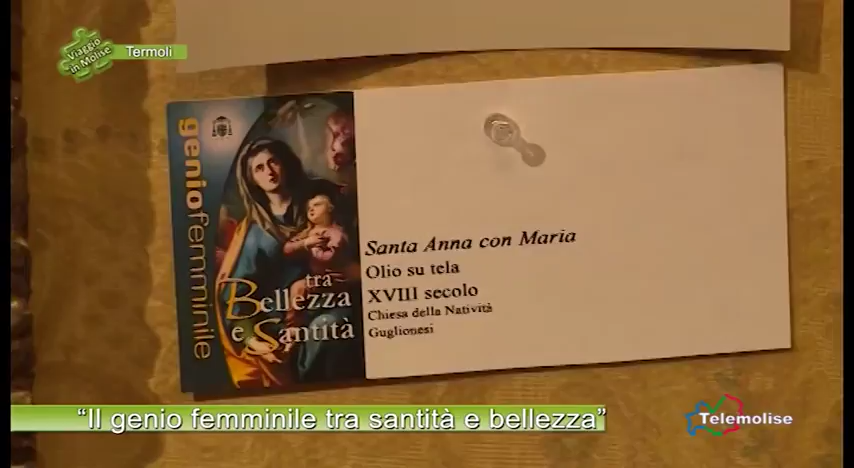 Viaggio
in Molise
Termoli
genio femminile
tra
Bellezza
e Santità
Santa Anna con Maria
Olio su tela
XVIII secolo
Chiesa della Natività
Guglionesi
“Il genio femminile tra santità e bellezza”
Telemolise